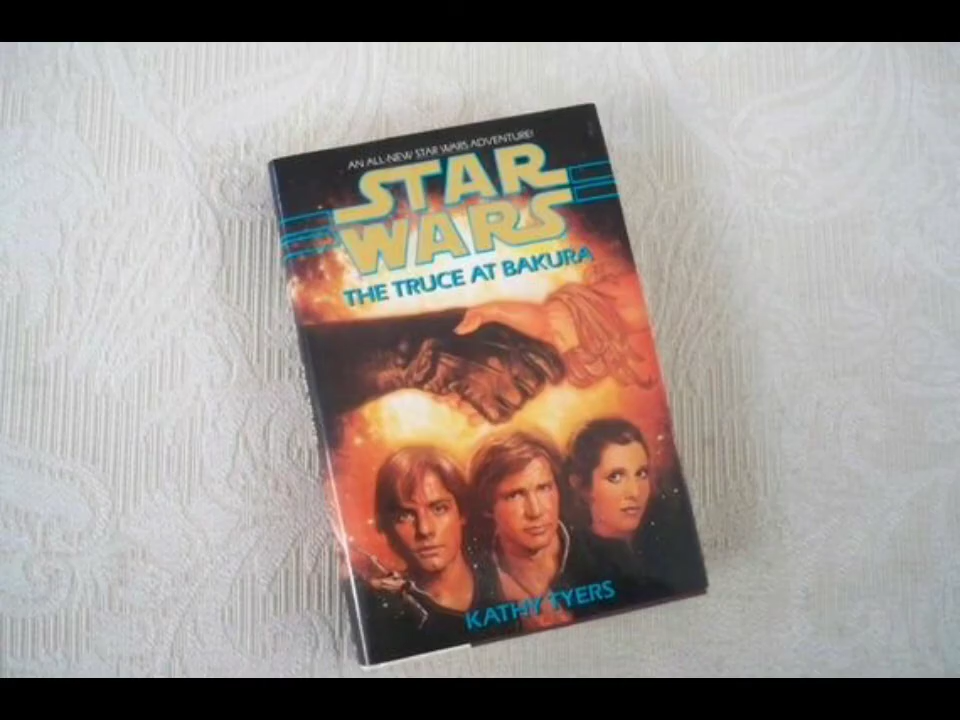 AN ALL-NEW STAR WARS ADVENTURE!
STAR
WARS
THE TRUCE AT BAKURA
KATHY TYERS